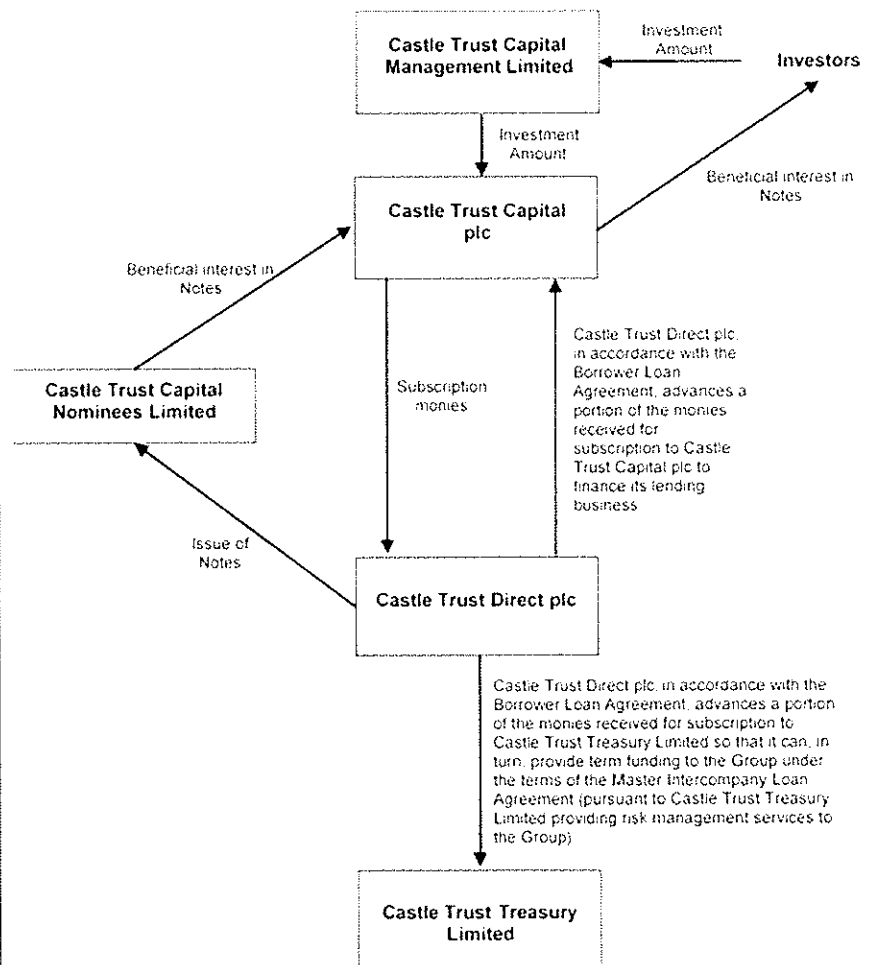 Castle Trust Capital
Management Limited
Investment
Amount
Investors
Investment
Amount
Beneficial interest in
Notes
Castle Trust Capital
plc
Beneficial interest in
Notes
Castle Trust Capital
Nominees Limited
Subscription
monies
Castle Trust Direct plc,
in accordance with the
Borrower Loan
Agreement, advances a
portion of the monies
received for
subscription to Castle
Trust Capital plc to
finance its lending
business
Issue of
Notes
Castle Trust Direct plc
Castle Trust Direct plc, in accordance with the
Borrower Loan Agreement, advances a portion
of the monies received for subscription to
Castle Trust Treasury Limited so that it can, in
turn, provide term funding to the Group under
the terms of the Master Intercompany Loan
Agreement (pursuant to Castle Trust Treasury
Limited providing risk management services to
the Group)
Castle Trust Treasury
Limited